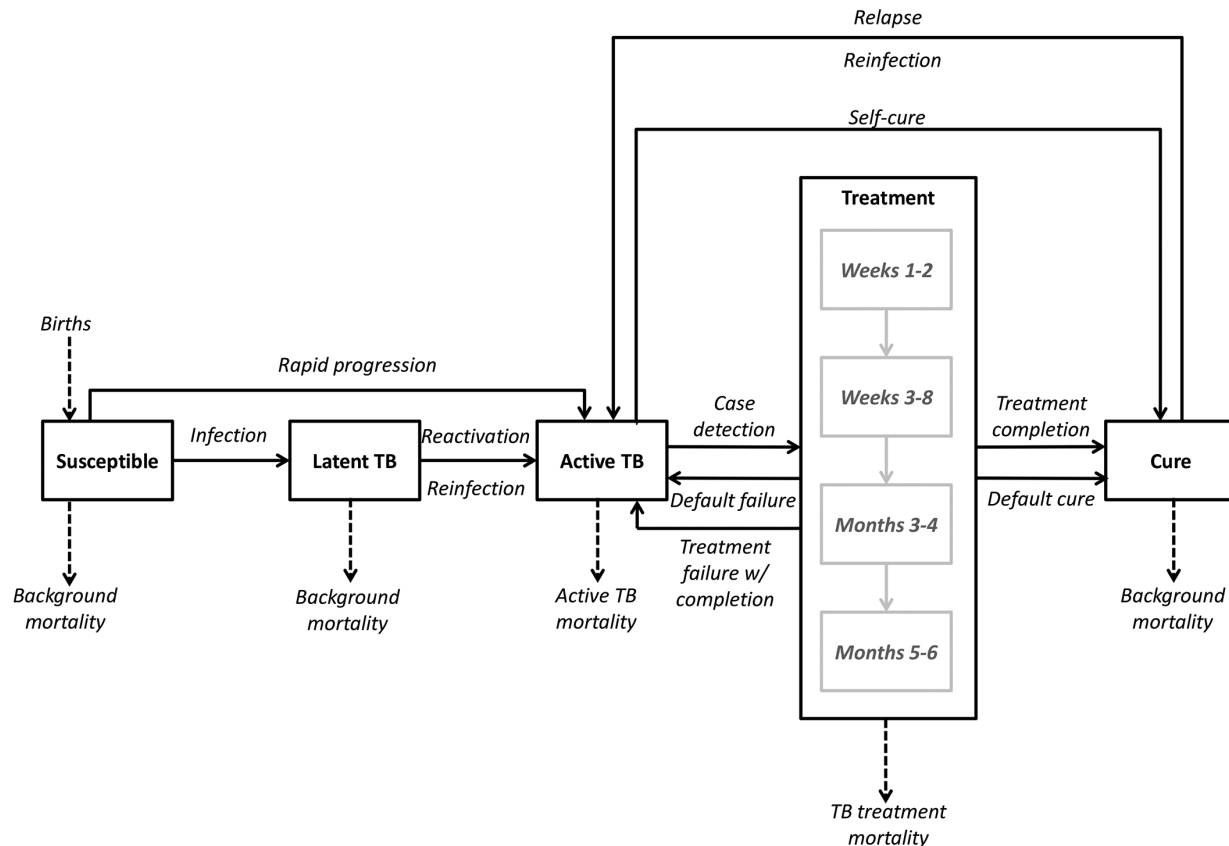 Relapse
Reinfection
Self-cure
Treatment
Weeks 1-2
Births
Rapid progression
Weeks 3-8
Case
detection
Treatment
completion
Infection
Reactivation
Susceptible
Latent TB
Active TB
Cure
Reinfection
Default failure
Default cure
Months 3-4
Treatment
failure w/
completion
Background
mortality
Background
mortality
Active TB
mortality
Background
mortality
Months 5-6
TB treatment
mortality